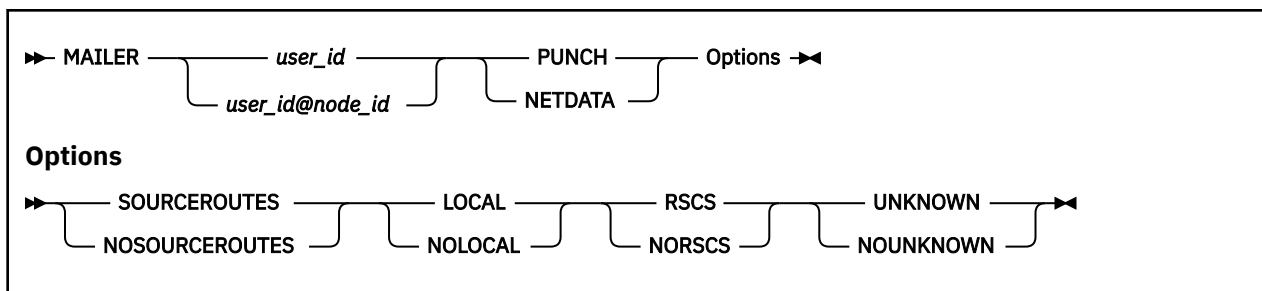 MAILER user_id PUNCH Options
user_id@node_id NETDATA
Options
SOURCEROUTES LOCAL RSCS UNKNOWN
NOSOURCEROUTES NOLOCAL NORSCS NOUNKNOWN